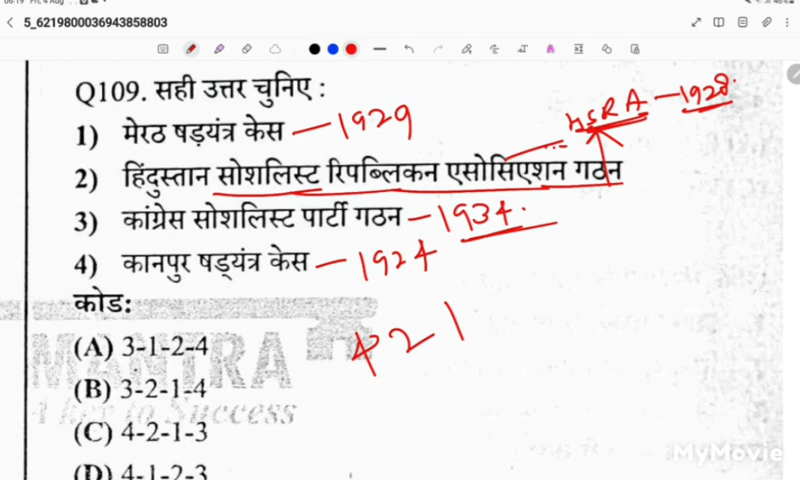 5_6219800036943858803
Q109. सही उत्तर चुनिए :
HSRA – 1928.
1) मेरठ षड़यंत्र केस – 1929
2) हिंदुस्तान सोशलिस्ट रिपब्लिकन एसोसिएशन गठन
3) कांग्रेस सोशलिस्ट पार्टी गठन – 1934.
4) कानपुर षड्यंत्र केस – 1924
कोड:
4 2 1
(A) 3-1-2-4
(B) 3-2-1-4
(C) 4-2-1-3
(D) 4-1-2-3
MANTRA
A key to Success
MyMovie